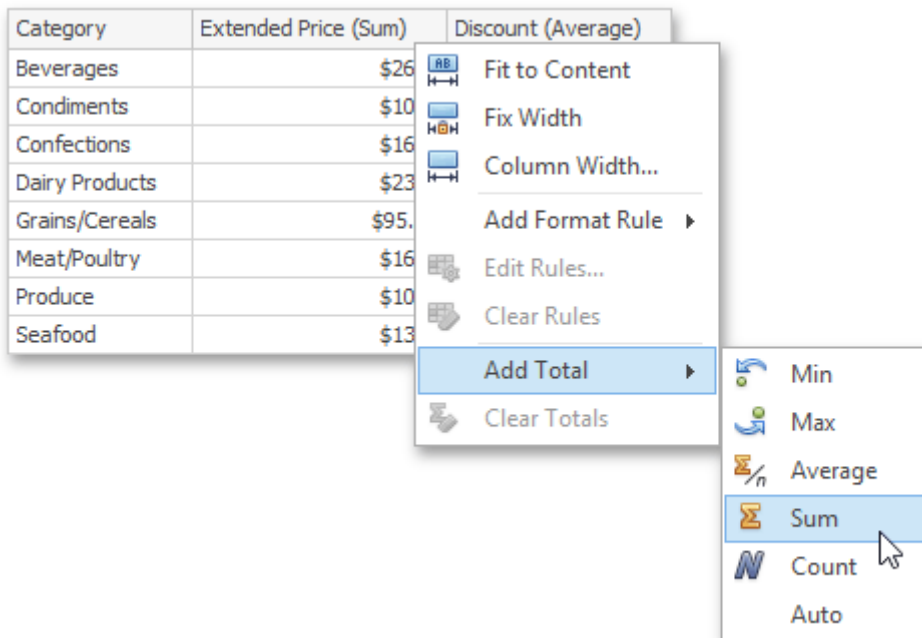 Category Extended Price (Sum) Discount (Average)
Beverages $26
Condiments $10
Confections $16
Dairy Products $23
Grains/Cereals $95.
Meat/Poultry $16
Produce $10
Seafood $13
AB Fit to Content
Fix Width
Column Width...
Add Format Rule
Edit Rules...
Clear Rules
Add Total
Clear Totals
Min
Max
Σ/n Average
Σ Sum
N Count
Auto